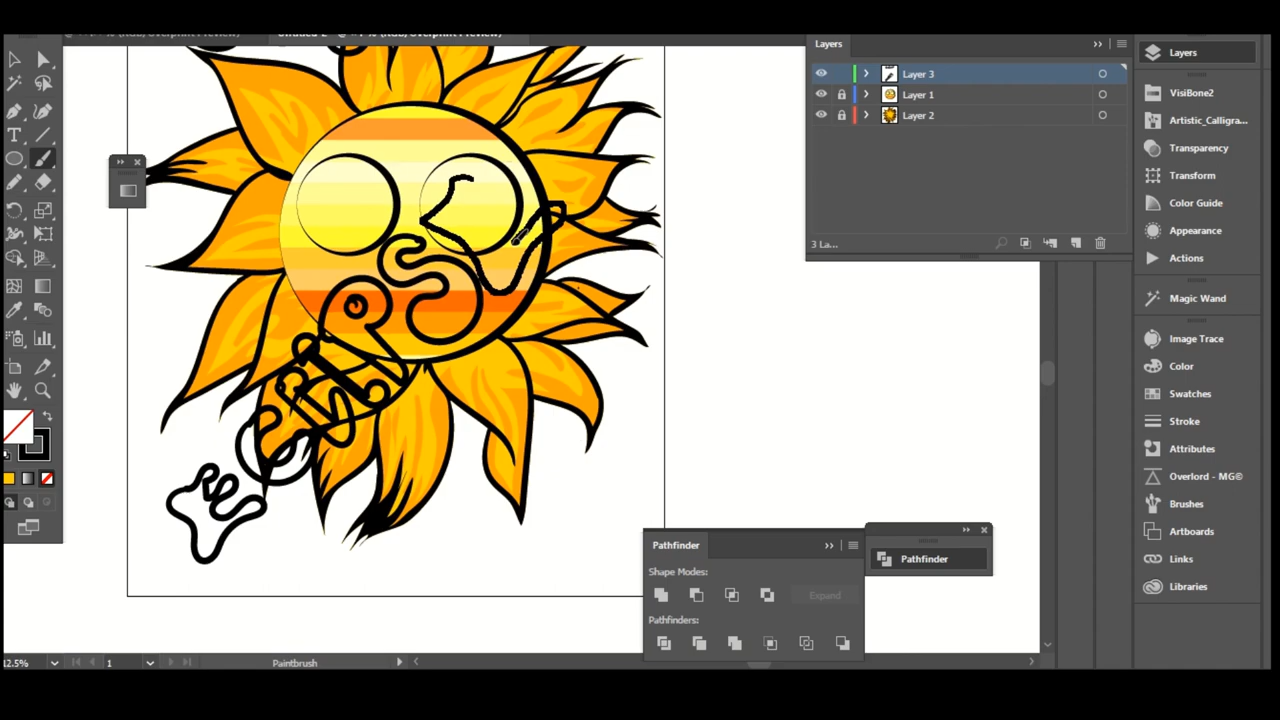 Layers
Layer 3
Layer 1
Layer 2
3 La...
Layers
VisiBone2
Artistic_Calligra...
Transparency
Transform
Color Guide
Appearance
Actions
Magic Wand
Image Trace
Color
Swatches
Stroke
Attributes
Overlord - MG©
Brushes
Artboards
Links
Libraries
Pathfinder
Shape Modes:
Expand
Pathfinders:
Pathfinder
12.5%
1
Paintbrush